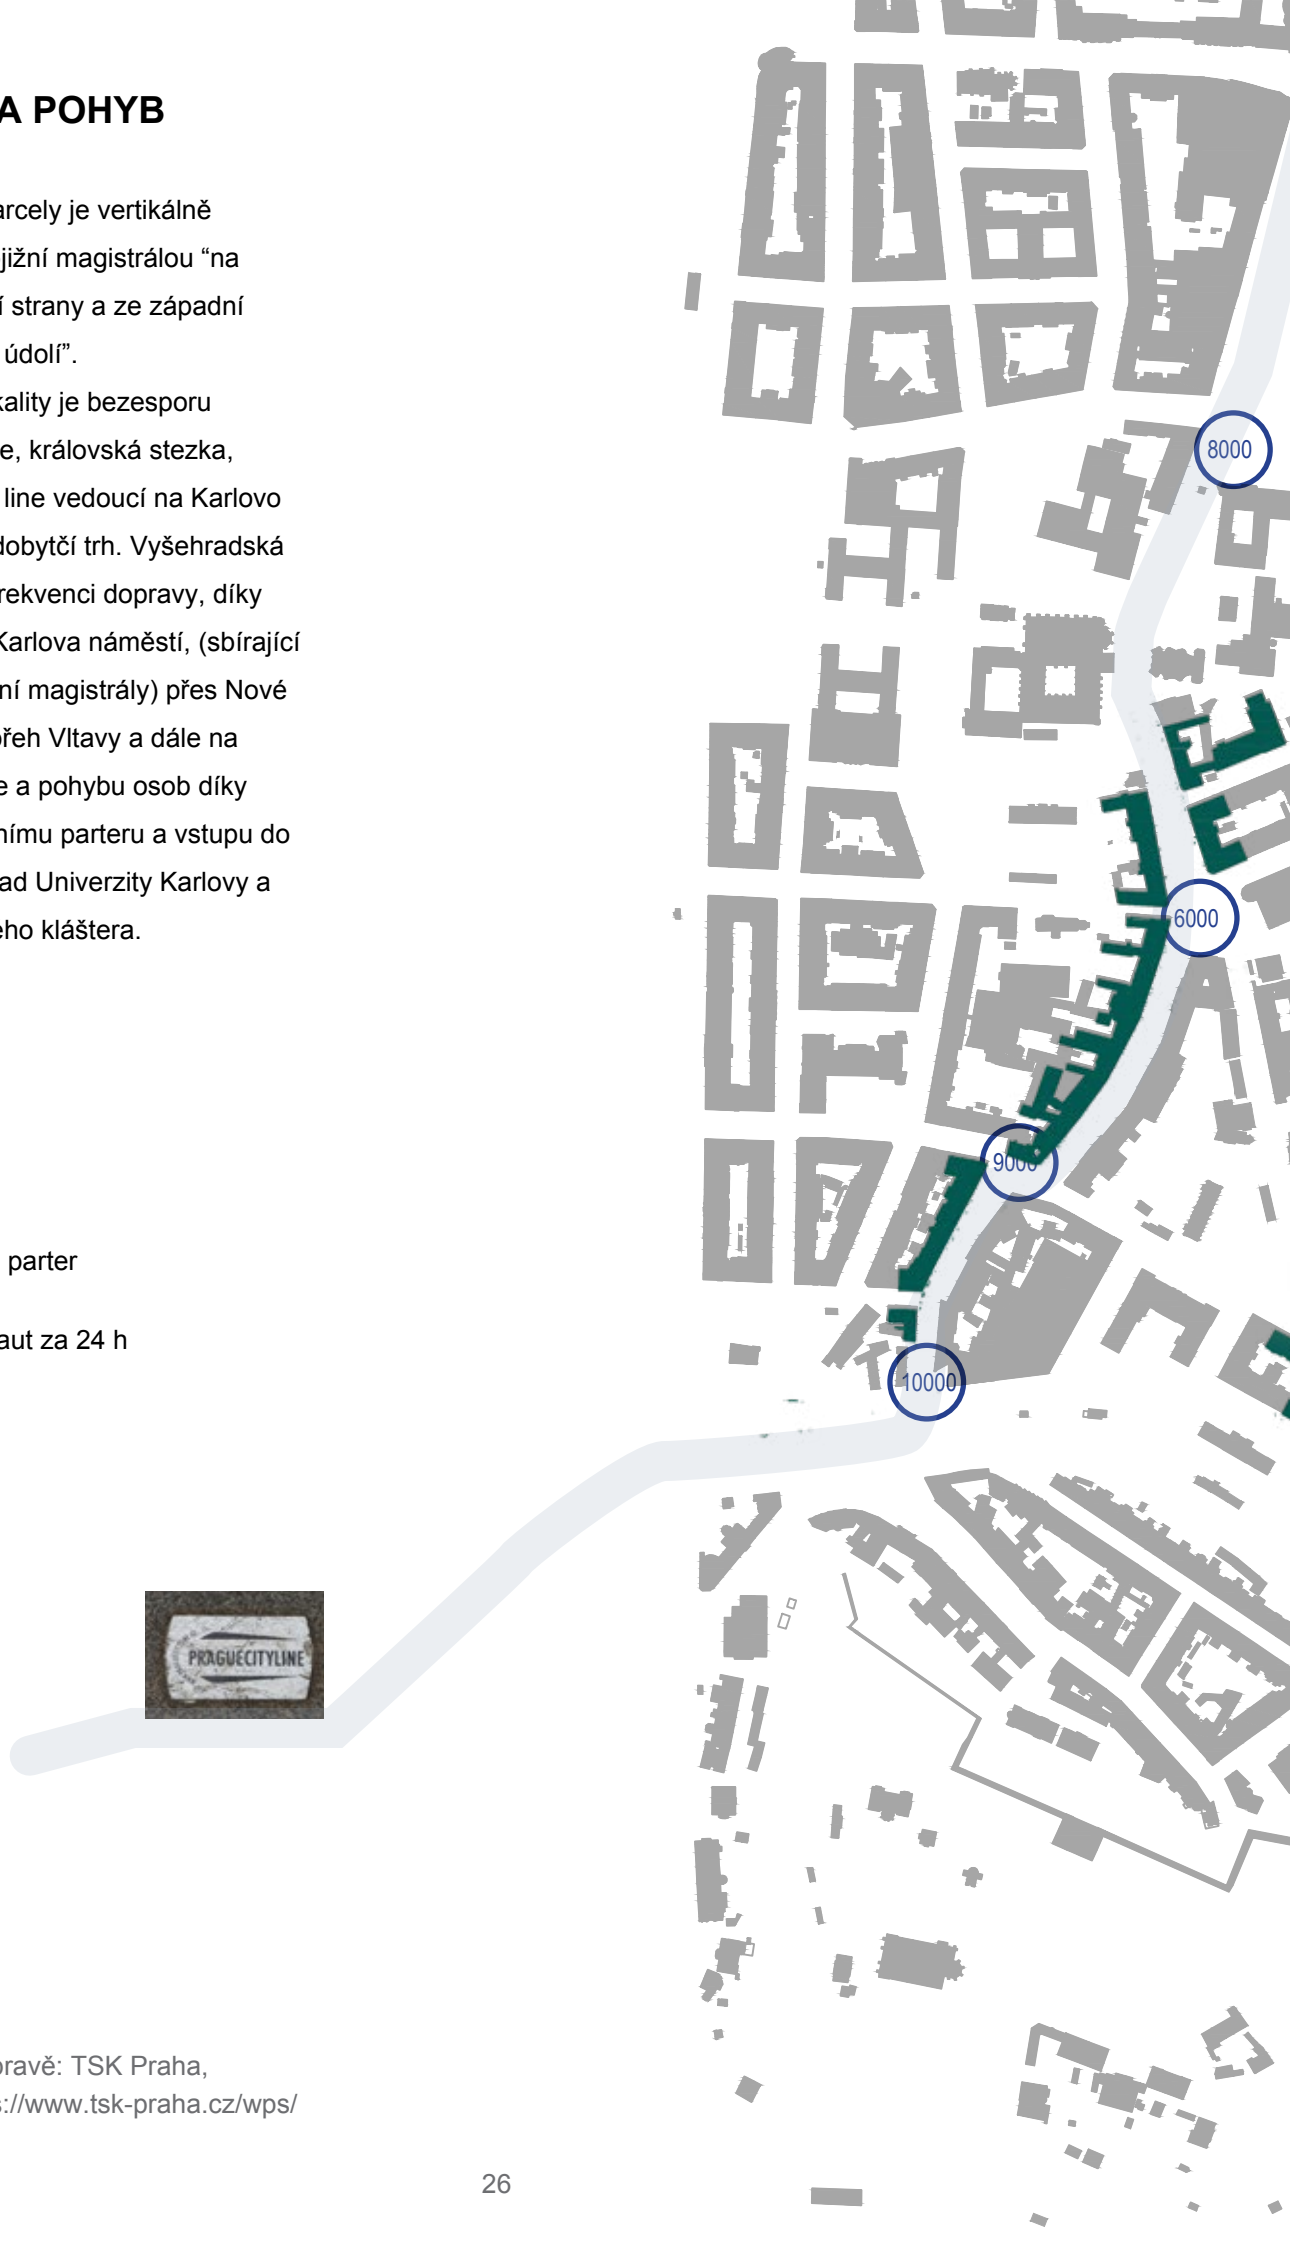 A POHYB
arcely je vertikálně
ojižní magistrálou “na
í strany a ze západní
údolí”.
kality je bezesporu
e, královská stezka,
line vedoucí na Karlovo
dobytčí trh. Vyšehradská
rekvenci dopravy, díky
Karlova náměstí, (sbírající
ní magistrály) přes Nové
břeh Vltavy a dále na
e a pohybu osob díky
nímu parteru a vstupu do
ad Univerzity Karlovy a
ého kláštera.
parter
aut za 24 h
PRAGUECITYLINE
8000
6000
9000
10000
pravě: TSK Praha,
s://www.tsk-praha.cz/wps/
26